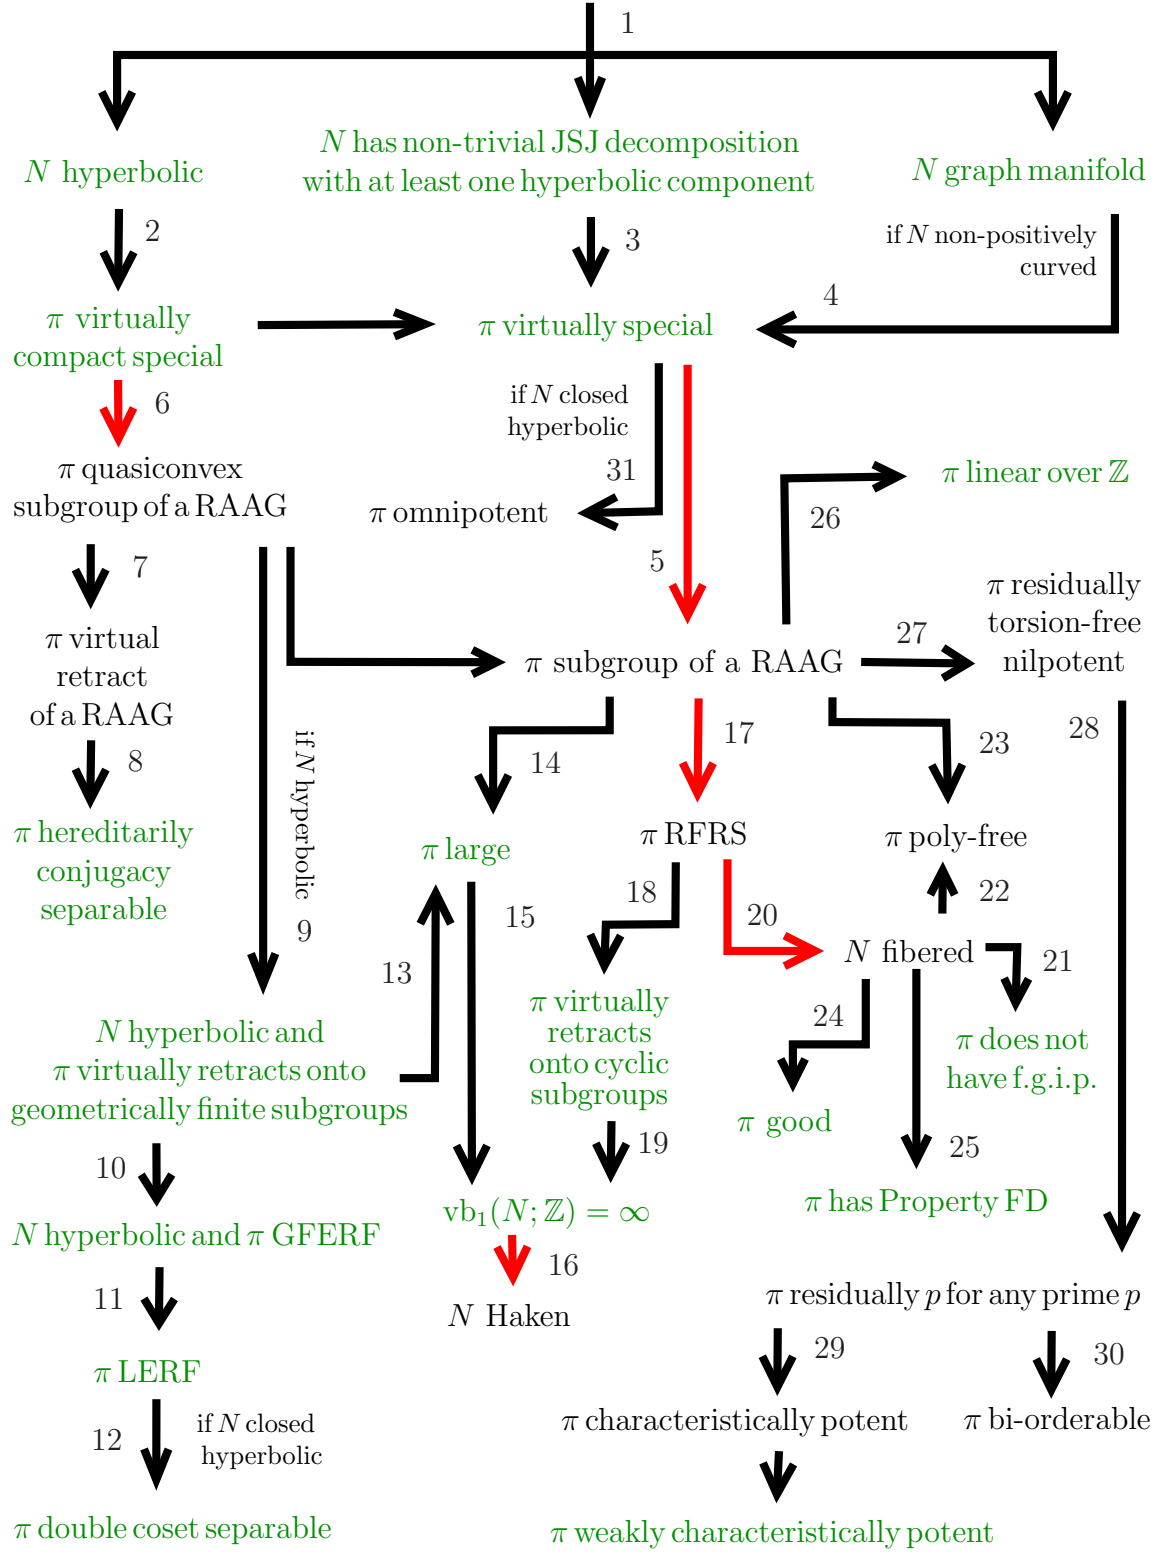 1
N has non-trivial JSJ decomposition
with at least one hyperbolic component
N hyperbolic
N graph manifold
2
3
if N non-positively
curved
4
π virtually
compact special
π virtually special
6
if N closed
hyperbolic
31
5
π quasiconvex
subgroup of a RAAG
π omnipotent
π linear over ℤ
26
7
π virtual
retract
of a RAAG
π subgroup of a RAAG
27
π residually
torsion-free
nilpotent
8
if N hyperbolic
9
14
17
23
28
π hereditarily
conjugacy
separable
π large
π RFRS
π poly-free
18
22
15
20
13
N fibered
21
24
π virtually
retracts
onto cyclic
subgroups
π does not
have f.g.i.p.
N hyperbolic and
π virtually retracts onto
geometrically finite subgroups
π good
10
19
25
N hyperbolic and π GFERF
vb₁(N; ℤ) = ∞
π has Property FD
11
16
N Haken
π residually p for any prime p
29
30
π LERF
12
if N closed
hyperbolic
π characteristically potent
π bi-orderable
π double coset separable
π weakly characteristically potent